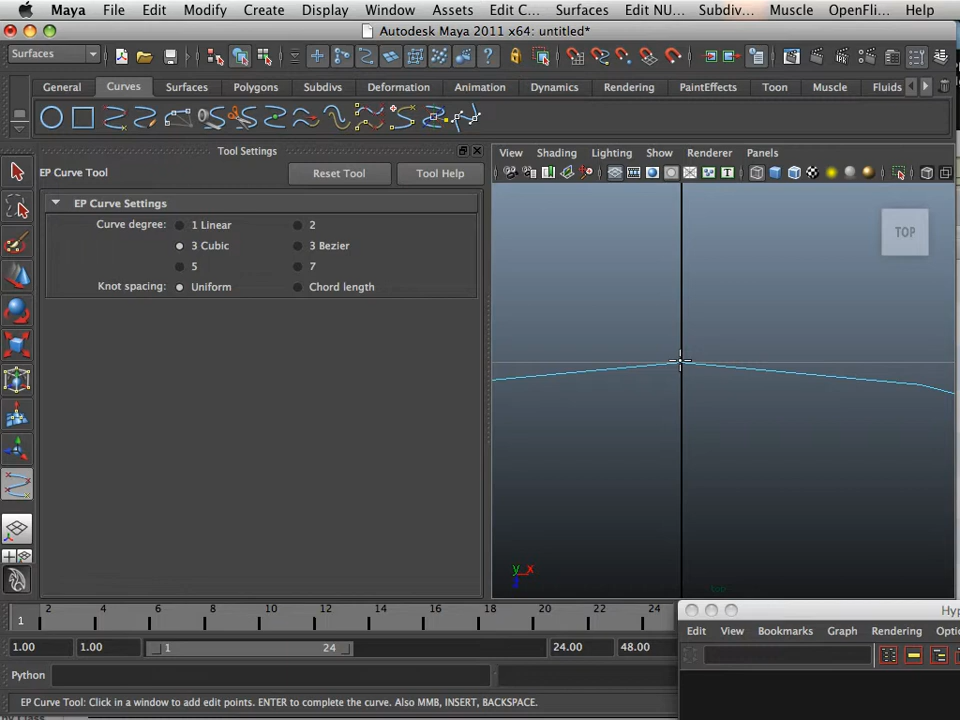 Maya File Edit Modify Create Display Window Assets Edit C... Surfaces Edit NU... Subdiv... Muscle OpenFli... Help
Autodesk Maya 2011 x64: untitled*
Surfaces
General Curves Surfaces Polygons Subdivs Deformation Animation Dynamics Rendering PaintEffects Toon Muscle Fluids
Tool Settings
View Shading Lighting Show Renderer Panels
EP Curve Tool Reset Tool Tool Help
EP Curve Settings
Curve degree: 1 Linear 2
3 Cubic 3 Bezier
5 7
Knot spacing: Uniform Chord length
TOP
y x
2 4 6 8 10 12 14 16 18 20 22 24
1
1.00 1.00 1 24 24.00 48.00
Hyp
Edit View Bookmarks Graph Rendering Optio
Python
EP Curve Tool: Click in a window to add edit points. ENTER to complete the curve. Also MMB, INSERT, BACKSPACE.